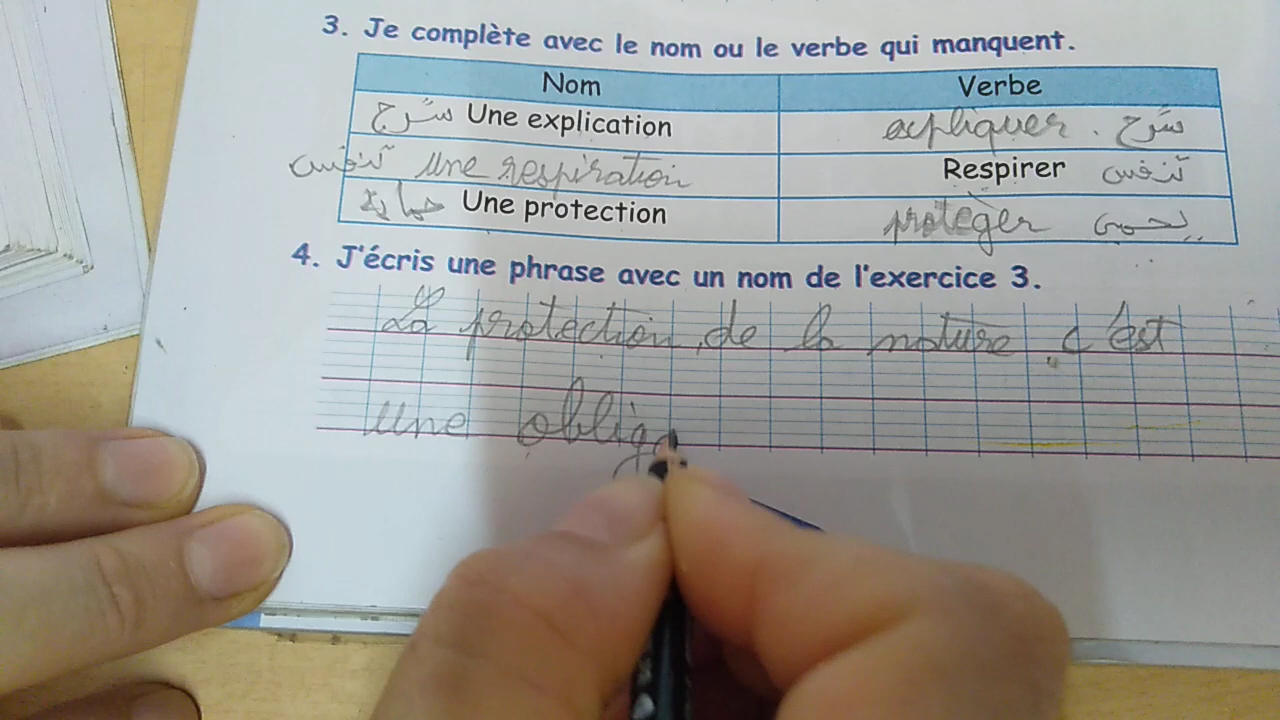 3. Je complète avec le nom ou le verbe qui manquent.
Nom Verbe
شرح Une explication expliquer. شرح
تنفس une respiration Respirer تنفس
حماية Une protection protèger يحمي
4. J'écris une phrase avec un nom de l'exercice 3.
La protection de la nature c'est
une oblig